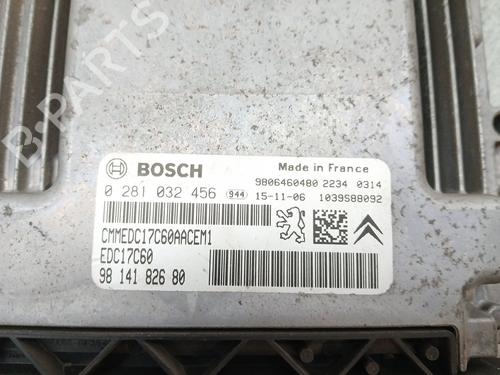 B-PARTS
BOSCH
Made in France
9806460480 2234 0314
0 281 032 456 944 15-11-06 1039S88092
CMMEDC17C60AACEM1
EDC17C60
98 141 826 80